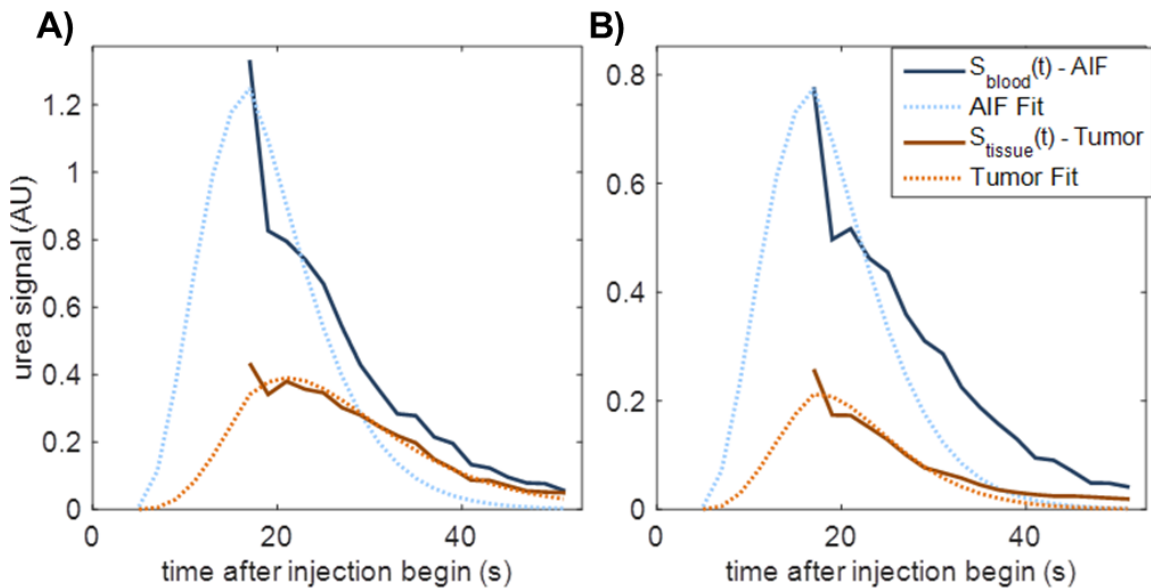 A)
B)
urea signal (AU)
1.2
1
0.8
0.6
0.4
0.2
0
0 20 40
time after injection begin (s)
0.8
0.6
0.4
0.2
0
0 20 40
time after injection begin (s)
S_blood(t) - AIF
AIF Fit
S_tissue(t) - Tumor
Tumor Fit